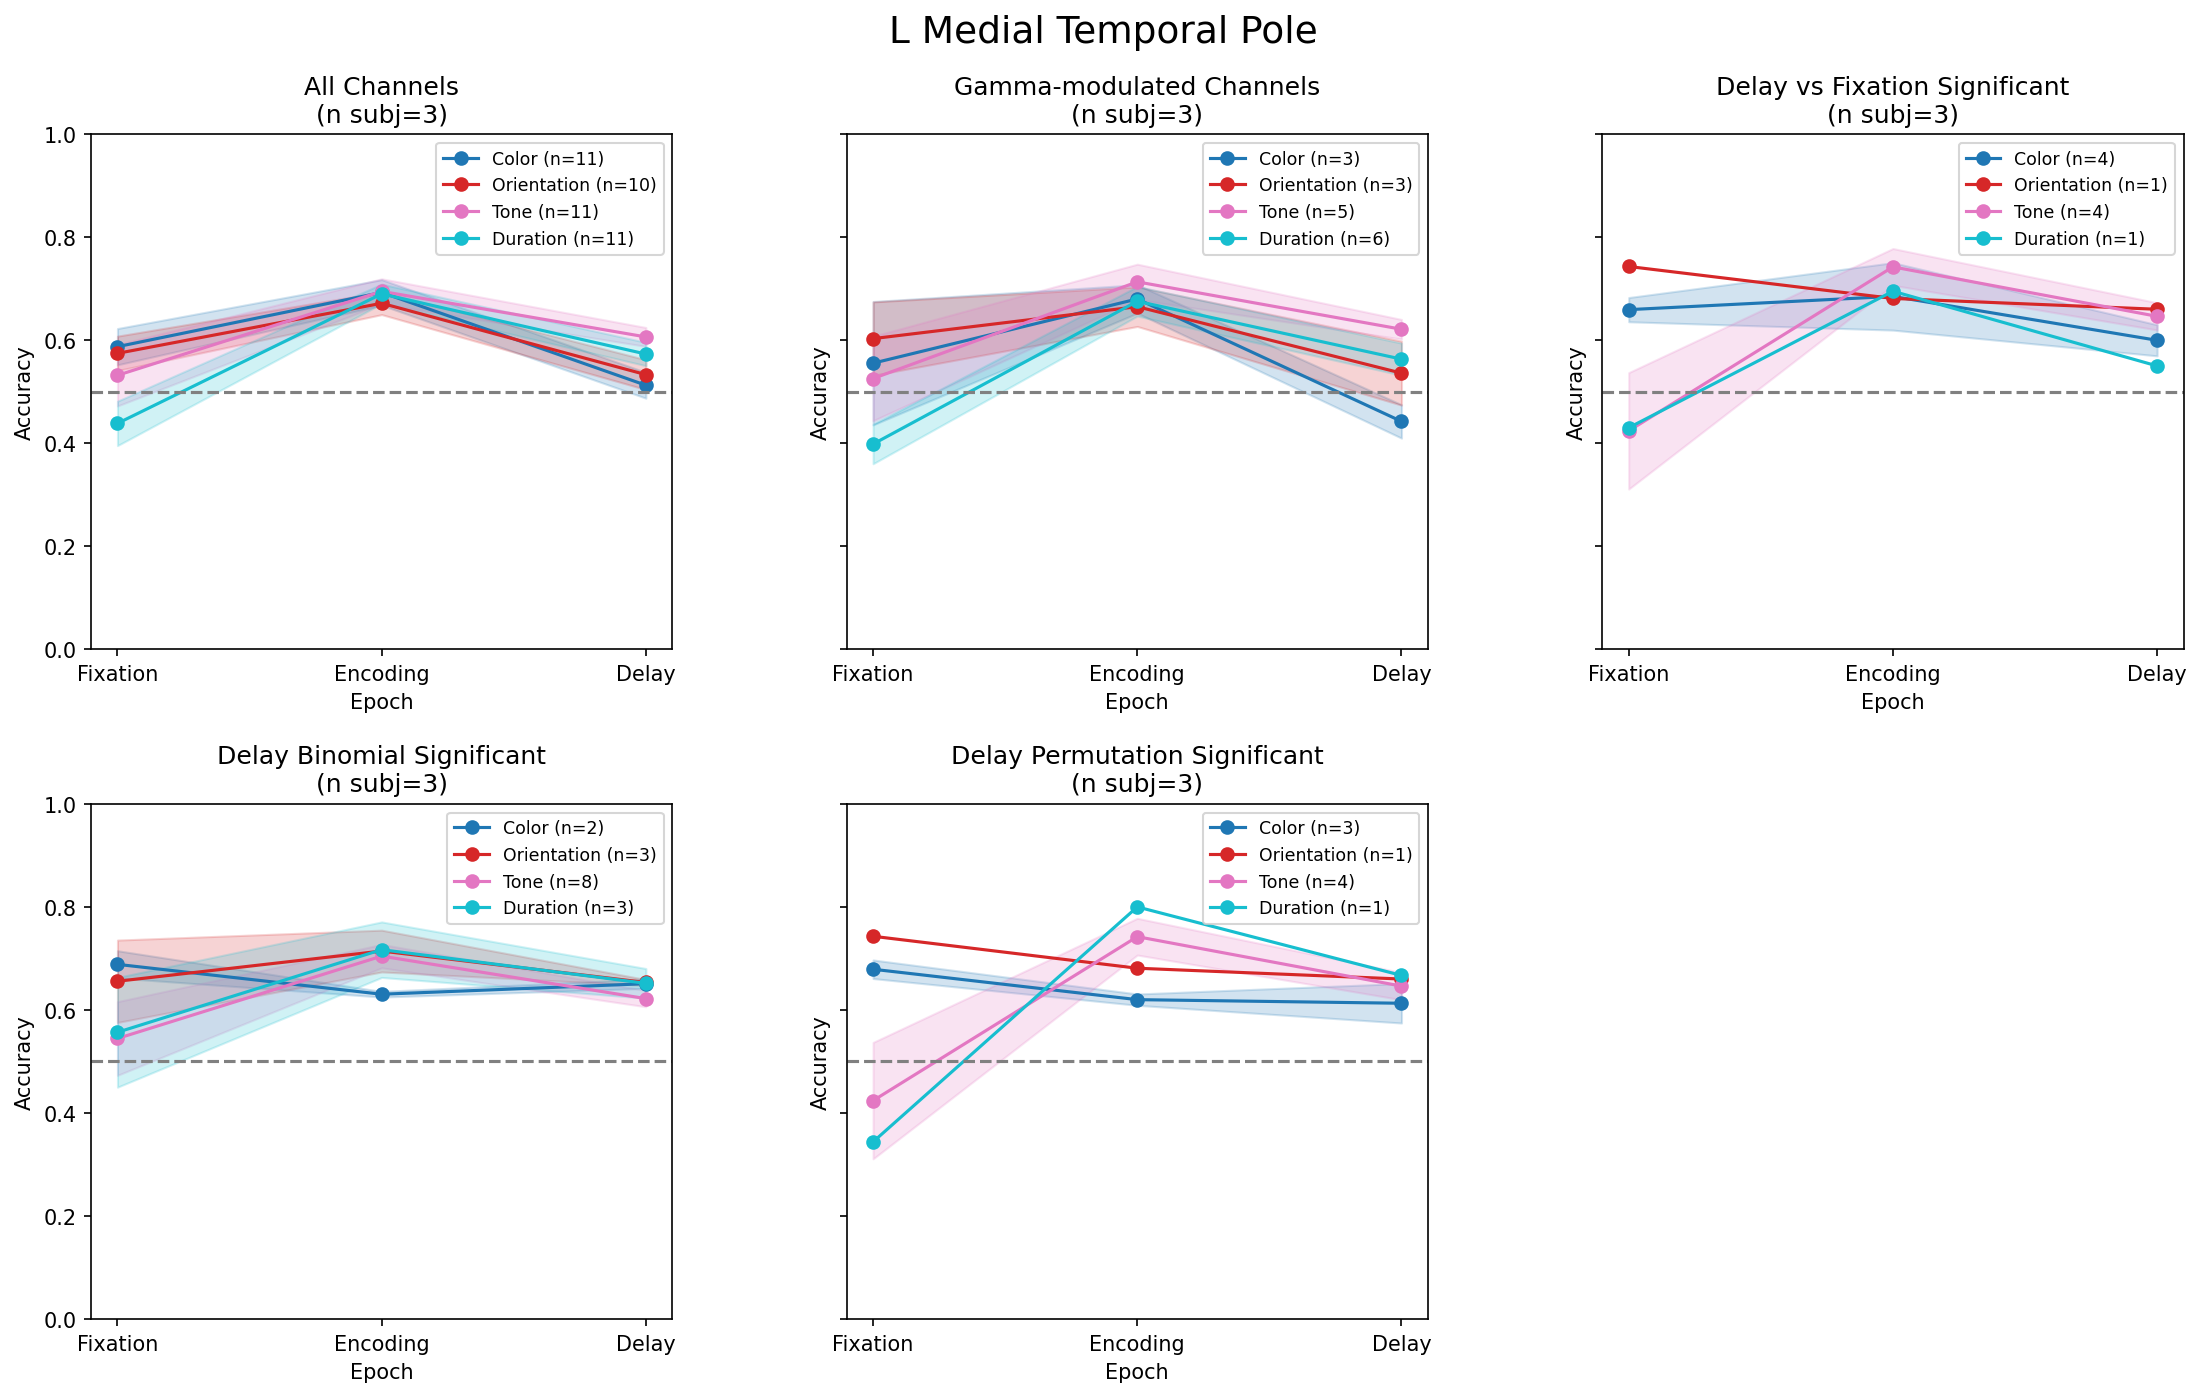 L Medial Temporal Pole
All Channels
(n subj=3)
Accuracy
1.0
0.8
0.6
0.4
0.2
0.0
Color (n=11)
Orientation (n=10)
Tone (n=11)
Duration (n=11)
Fixation
Encoding
Delay
Epoch
Gamma-modulated Channels
(n subj=3)
Accuracy
Color (n=3)
Orientation (n=3)
Tone (n=5)
Duration (n=6)
Fixation
Encoding
Delay
Epoch
Delay vs Fixation Significant
(n subj=3)
Accuracy
Color (n=4)
Orientation (n=1)
Tone (n=4)
Duration (n=1)
Fixation
Encoding
Delay
Epoch
Delay Binomial Significant
(n subj=3)
Accuracy
1.0
0.8
0.6
0.4
0.2
0.0
Color (n=2)
Orientation (n=3)
Tone (n=8)
Duration (n=3)
Fixation
Encoding
Delay
Epoch
Delay Permutation Significant
(n subj=3)
Accuracy
Color (n=3)
Orientation (n=1)
Tone (n=4)
Duration (n=1)
Fixation
Encoding
Delay
Epoch